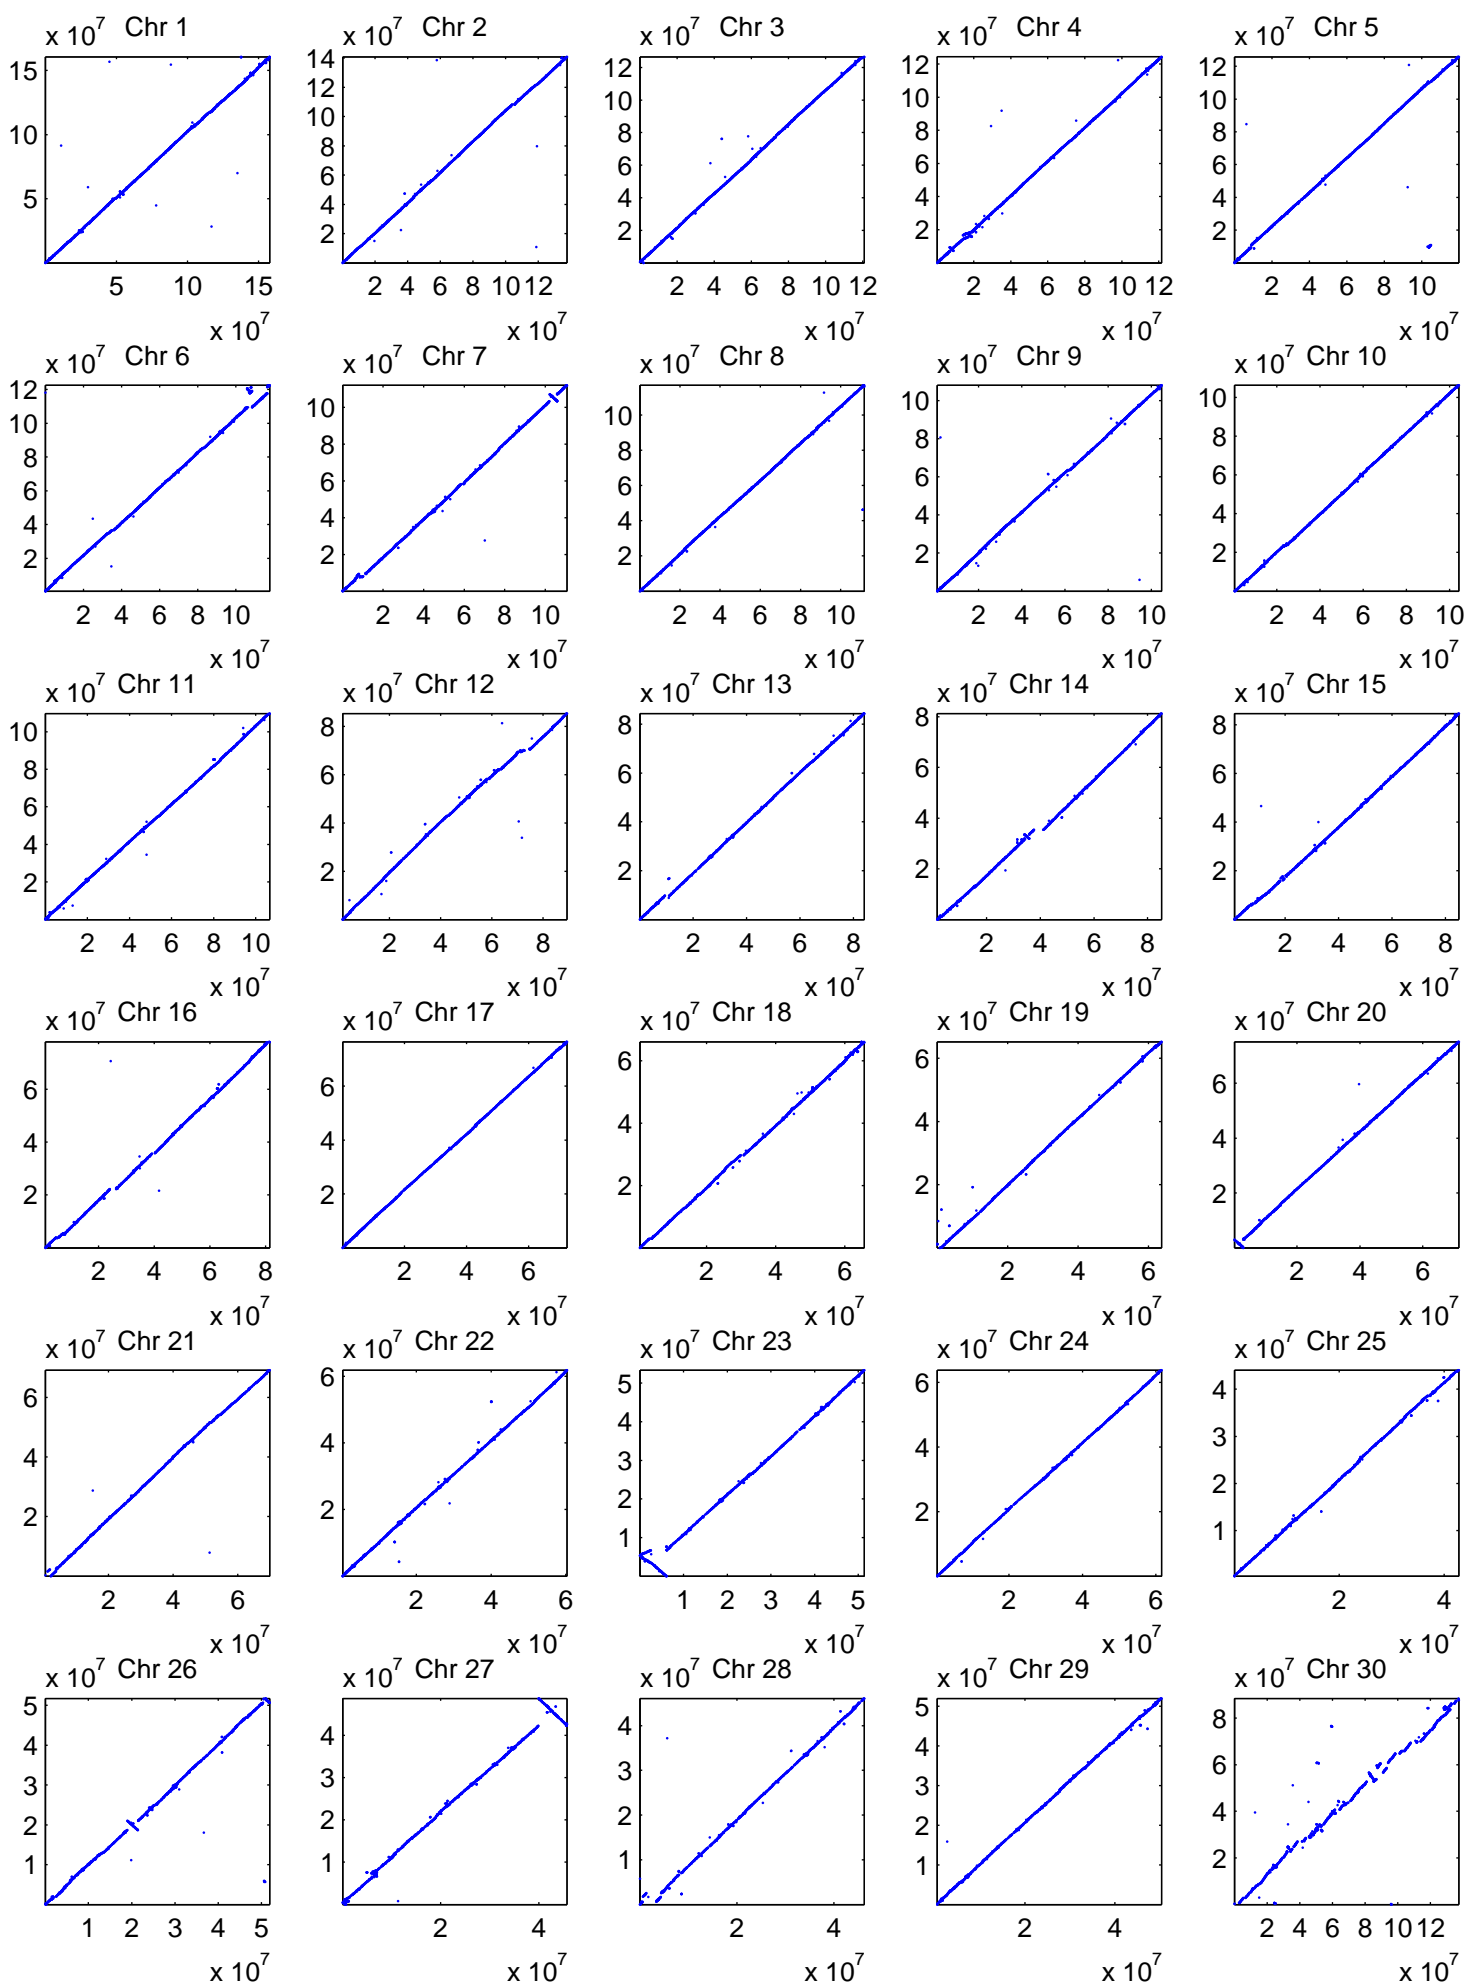 x 10^7 Chr 1 x 10^7 Chr 2 x 10^7 Chr 3 x 10^7 Chr 4 x 10^7 Chr 5
15 14 12 12 12
12 10 10 10
10 10 8 8 8
8 6 6 6
5 6 4 4 4
4 2 2 2
2
5 10 15 2 4 6 8 10 12 2 4 6 8 10 12 2 4 6 8 10 12 2 4 6 8 10
x 10^7 x 10^7 x 10^7 x 10^7 x 10^7
x 10^7 Chr 6 x 10^7 Chr 7 x 10^7 Chr 8 x 10^7 Chr 9 x 10^7 Chr 10
12 10 10 10 10
10 8 8 8 8
8 6 6 6 6
6 4 4 4 4
4 2 2 2 2
2
2 4 6 8 10 2 4 6 8 10 2 4 6 8 10 2 4 6 8 10 2 4 6 8 10
x 10^7 x 10^7 x 10^7 x 10^7 x 10^7
x 10^7 Chr 11 x 10^7 Chr 12 x 10^7 Chr 13 x 10^7 Chr 14 x 10^7 Chr 15
10 8 8 8 8
8 6 6 6 6
6 4 4 4 4
4 2 2 2 2
2
2 4 6 8 10 2 4 6 8 2 4 6 8 2 4 6 8 2 4 6 8
x 10^7 x 10^7 x 10^7 x 10^7 x 10^7
x 10^7 Chr 16 x 10^7 Chr 17 x 10^7 Chr 18 x 10^7 Chr 19 x 10^7 Chr 20
6 6 6 6 6
4 4 4 4 4
2 2 2 2 2
2 4 6 8 2 4 6 2 4 6 2 4 6 2 4 6
x 10^7 x 10^7 x 10^7 x 10^7 x 10^7
x 10^7 Chr 21 x 10^7 Chr 22 x 10^7 Chr 23 x 10^7 Chr 24 x 10^7 Chr 25
6 6 5 6 4
4 4 4 4 3
2 2 3 2 2
2 1
1
2 4 6 2 4 6 1 2 3 4 5 2 4 6 2 4
x 10^7 x 10^7 x 10^7 x 10^7 x 10^7
x 10^7 Chr 26 x 10^7 Chr 27 x 10^7 Chr 28 x 10^7 Chr 29 x 10^7 Chr 30
5 4 4 5 8
4 3 3 4 6
3 2 2 3 4
2 1 1 2 2
1 1
1 2 3 4 5 2 4 2 4 2 4 2 4 6 8 10 12
x 10^7 x 10^7 x 10^7 x 10^7 x 10^7